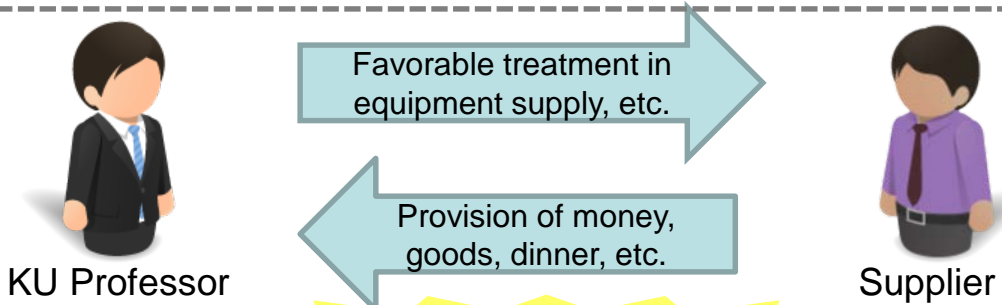 Favorable treatment in
equipment supply, etc.
Provision of money,
goods, dinner, etc.
KU Professor
Supplier